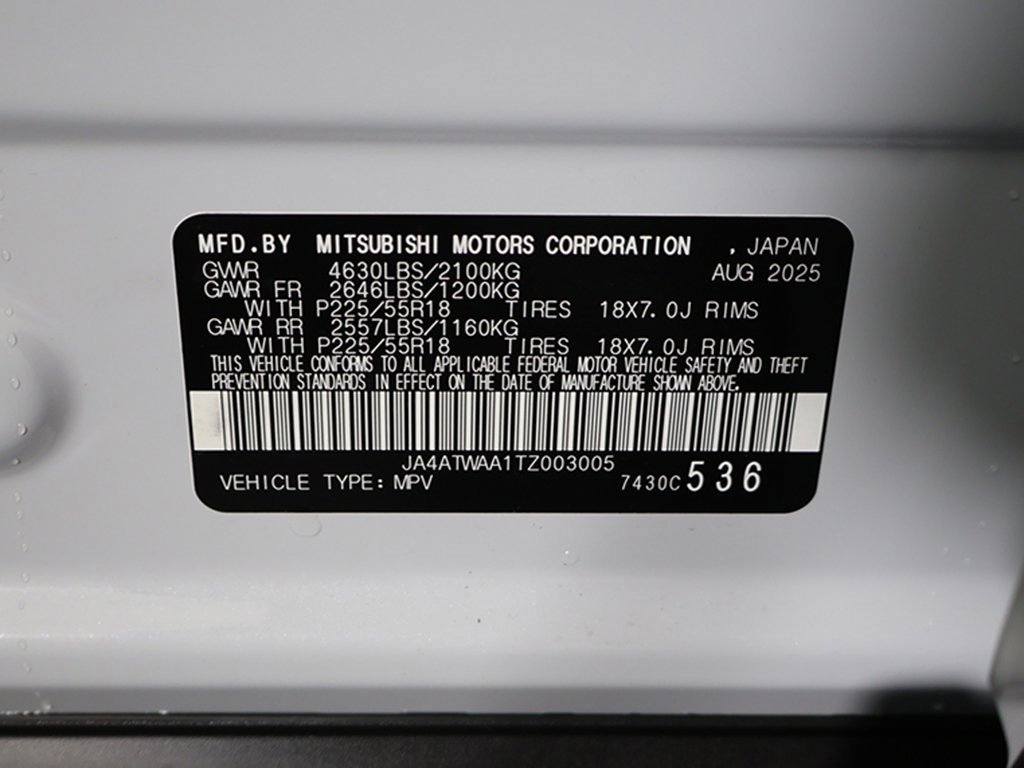 MFD.BY MITSUBISHI MOTORS CORPORATION , JAPAN
GVWR 4630LBS/2100KG AUG 2025
GAWR FR 2646LBS/1200KG
WITH P225/55R18 TIRES 18X7.0J RIMS
GAWR RR 2557LBS/1160KG
WITH P225/55R18 TIRES 18X7.0J RIMS
THIS VEHICLE CONFORMS TO ALL APPLICABLE FEDERAL MOTOR VEHICLE SAFETY AND THEFT
PREVENTION STANDARDS IN EFFECT ON THE DATE OF MANUFACTURE SHOWN ABOVE.
JA4ATWAA1TZ003005
VEHICLE TYPE: MPV 7430C 536